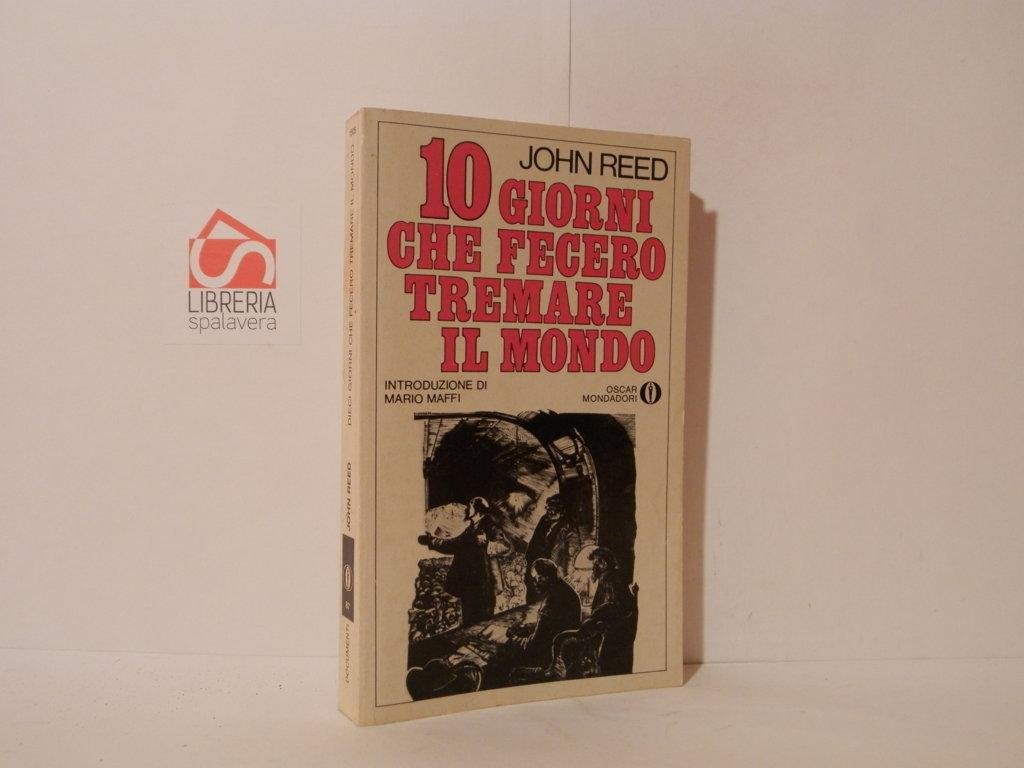 JOHN REED
10 GIORNI
CHE FECERO
TREMARE
IL MONDO
INTRODUZIONE DI
MARIO MAFFI
OSCAR
MONDADORI
DIECI GIORNI CHE FECERO TREMARE IL MONDO
JOHN REED
DOCUMENTI
LIBRERIA
spalavera